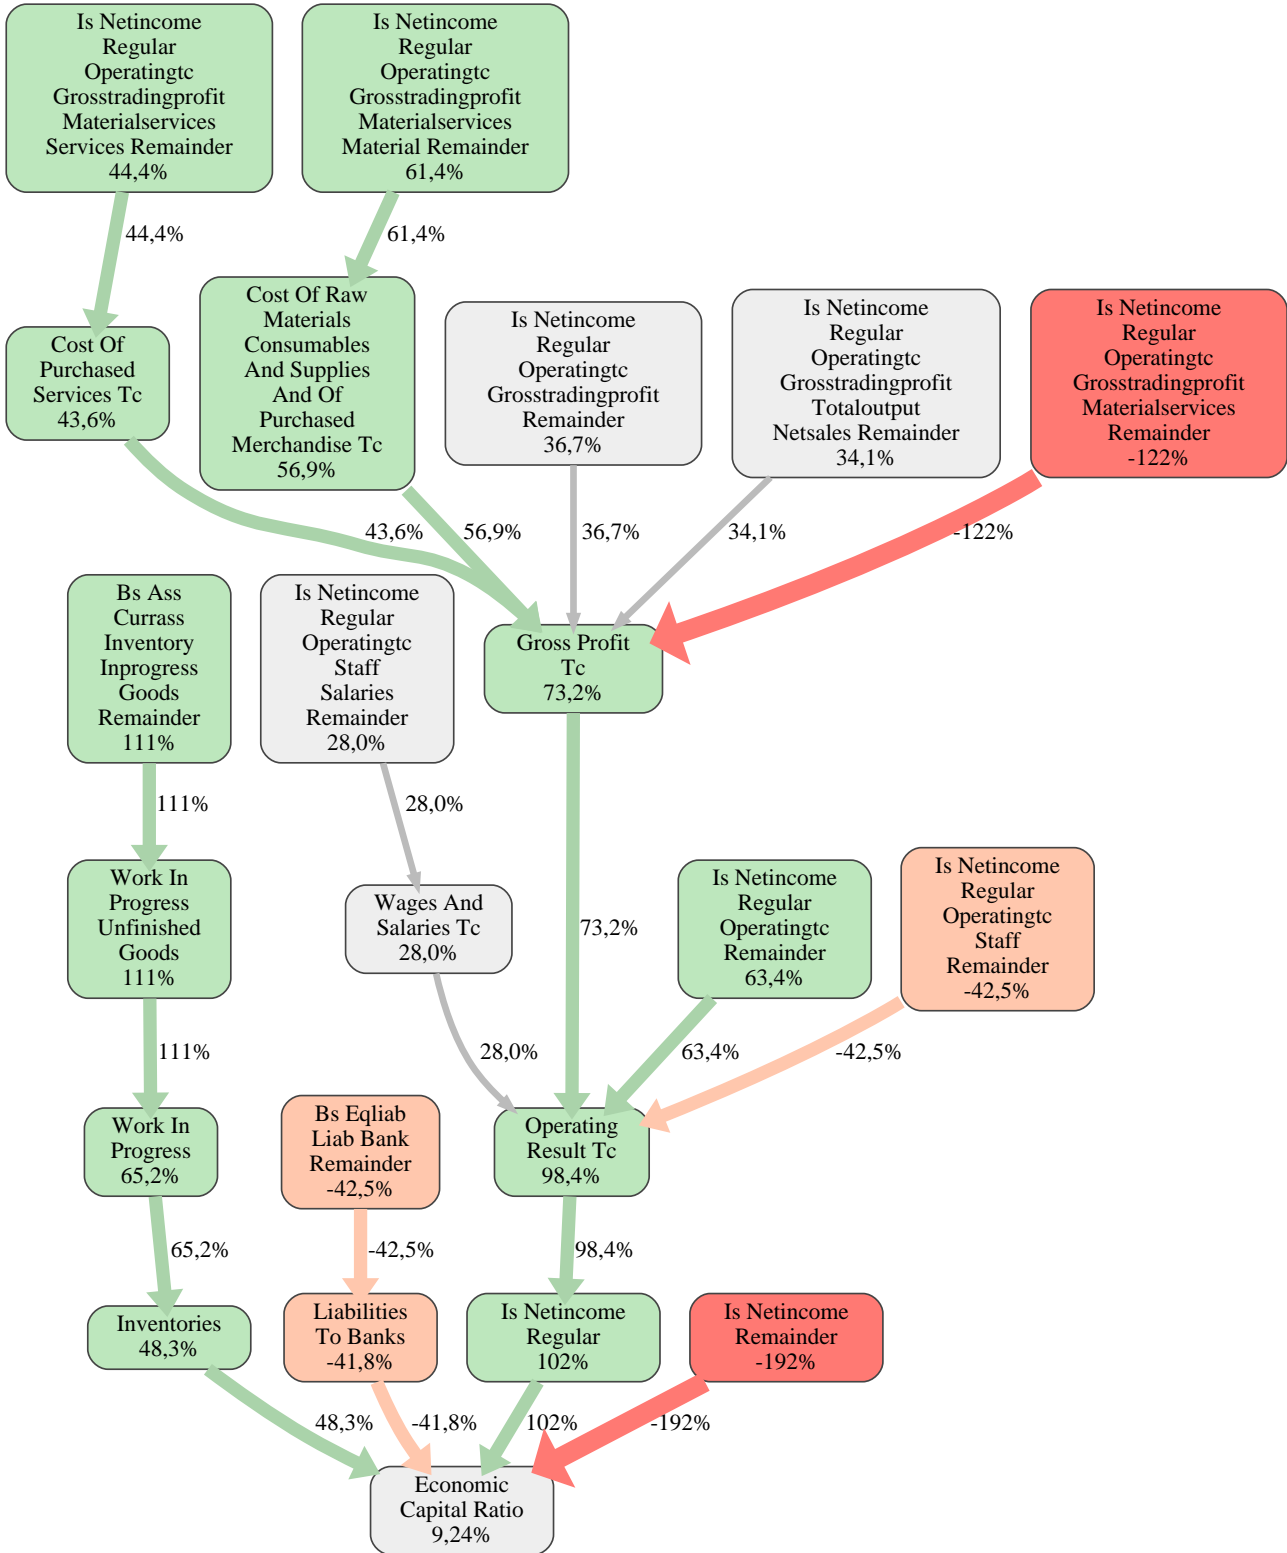 Is Netincome
Regular
Operatingtc
Grosstradingprofit
Materialservices
Services Remainder
44,4%
Is Netincome
Regular
Operatingtc
Grosstradingprofit
Materialservices
Material Remainder
61,4%
44,4%
61,4%
Cost Of
Purchased
Services Tc
43,6%
Cost Of Raw
Materials
Consumables
And Supplies
And Of
Purchased
Merchandise Tc
56,9%
Is Netincome
Regular
Operatingtc
Grosstradingprofit
Remainder
36,7%
Is Netincome
Regular
Operatingtc
Grosstradingprofit
Totaloutput
Netsales Remainder
34,1%
Is Netincome
Regular
Operatingtc
Grosstradingprofit
Materialservices
Remainder
-122%
43,6%
56,9%
36,7%
34,1%
-122%
Bs Ass
Currass
Inventory
Inprogress
Goods
Remainder
111%
Is Netincome
Regular
Operatingtc
Staff
Salaries
Remainder
28,0%
Gross Profit
Tc
73,2%
111%
28,0%
Work In
Progress
Unfinished
Goods
111%
Wages And
Salaries Tc
28,0%
73,2%
Is Netincome
Regular
Operatingtc
Remainder
63,4%
Is Netincome
Regular
Operatingtc
Staff
Remainder
-42,5%
111%
28,0%
63,4%
-42,5%
Work In
Progress
65,2%
Bs Eqliab
Liab Bank
Remainder
-42,5%
Operating
Result Tc
98,4%
65,2%
-42,5%
98,4%
Inventories
48,3%
Liabilities
To Banks
-41,8%
Is Netincome
Regular
102%
Is Netincome
Remainder
-192%
48,3%
-41,8%
102%
-192%
Economic
Capital Ratio
9,24%